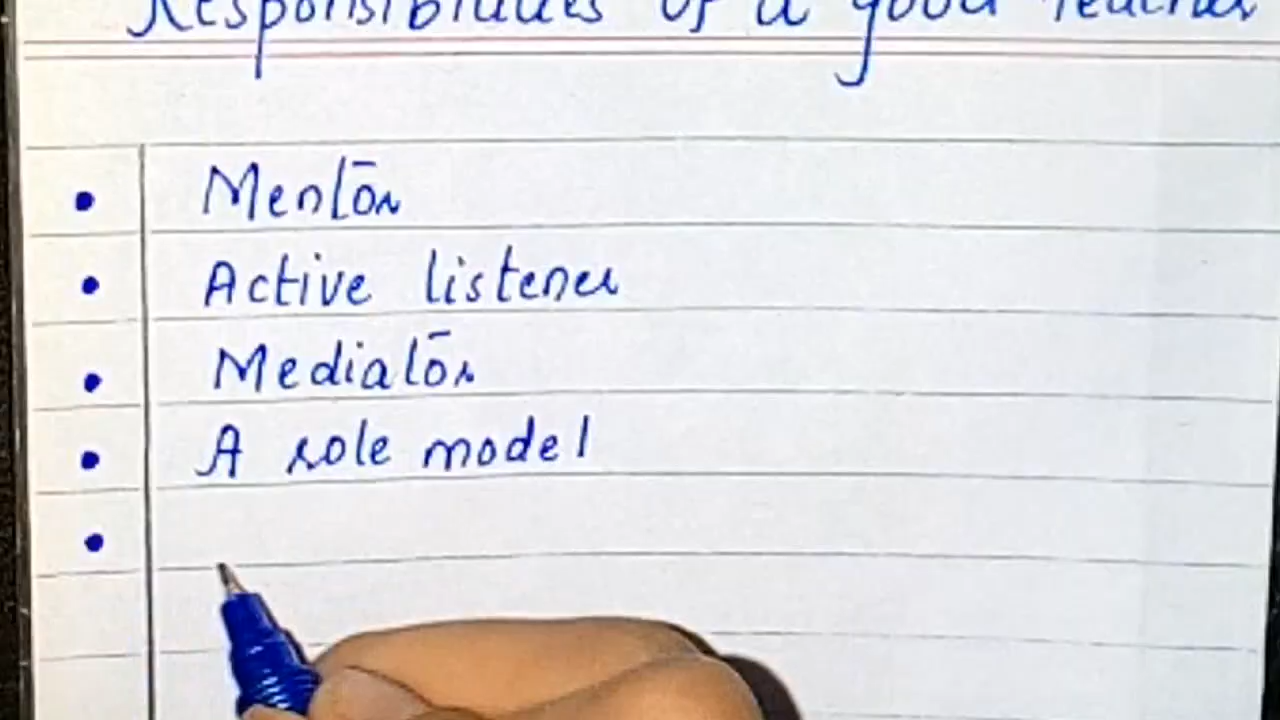 Responsibilities of a good Teacher
• Mentor
• Active listener
• Mediator
• A role model
•